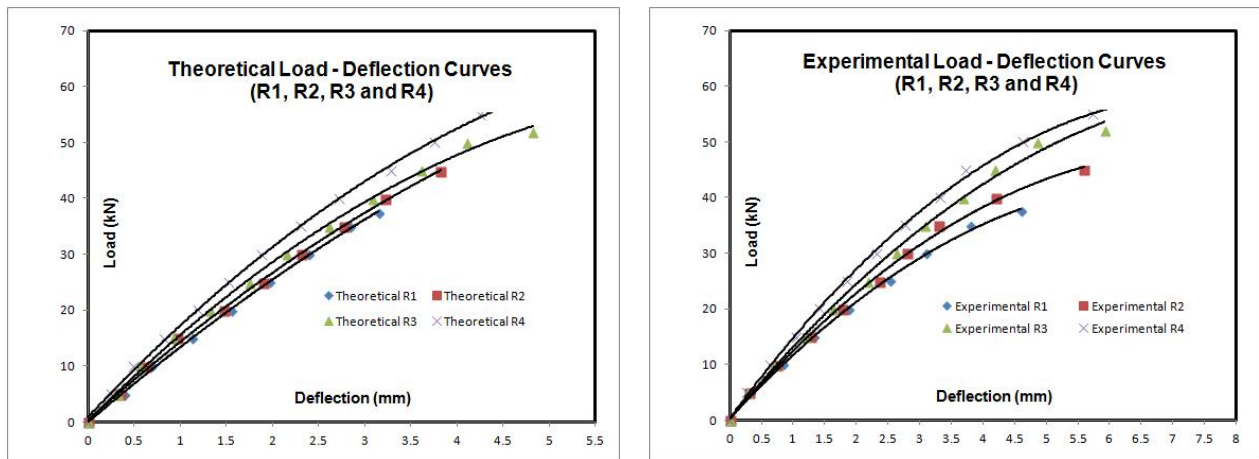 Theoretical Load - Deflection Curves
(R1, R2, R3 and R4)
70
60
50
40
30
20
10
0
Load (kN)
Theoretical R1 Theoretical R2
Theoretical R3 Theoretical R4
Deflection (mm)
0 0.5 1 1.5 2 2.5 3 3.5 4 4.5 5 5.5
Experimental Load - Deflection Curves
(R1, R2, R3 and R4)
70
60
50
40
30
20
10
0
Load (kN)
Experimental R1 Experimental R2
Experimental R3 Experimental R4
Deflection (mm)
0 0.5 1 1.5 2 2.5 3 3.5 4 4.5 5 5.5 6 6.5 7 7.5 8